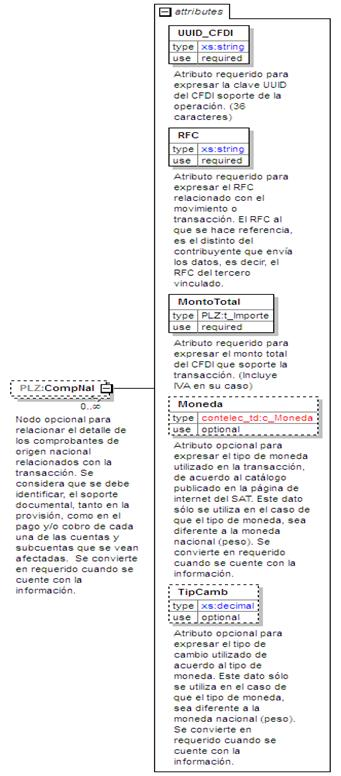 attributes
UUID_CFDI
type xs:string
use required
Atributo requerido para
expresar la clave UUID
del CFDI soporte de la
operación. (36
caracteres)
RFC
type xs:string
use required
Atributo requerido para
expresar el RFC
relacionado con el
movimiento o
transacción. El RFC al
que se hace referencia,
es el distinto del
contribuyente que envía
los datos, es decir, el
RFC del tercero
vinculado.
MontoTotal
type PLZ:t_Importe
use required
Atributo requerido para
expresar el monto total
del CFDI que soporte la
transacción. (Incluye
IVA en su caso)
PLZ:CompNal
0..∞
Nodo opcional para
relacionar el detalle de
los comprobantes de
origen nacional
relacionados con la
transacción. Se
considera que se debe
identificar, el soporte
documental, tanto en la
provisión, como en el
pago y/o cobro de cada
una de las cuentas y
subcuentas que se vean
afectadas. Se convierte
en requerido cuando se
cuente con la
información.
Moneda
type contelec_td:c_Moneda
use optional
Atributo opcional para
expresar el tipo de moneda
utilizado en la transacción,
de acuerdo al catálogo
publicado en la página de
internet del SAT. Este dato
sólo se utiliza en el caso de
que el tipo de moneda, sea
diferente a la moneda
nacional (peso). Se
convierte en requerido
cuando se cuente con la
información.
TipCamb
type xs:decimal
use optional
Atributo opcional para
expresar el tipo de
cambio utilizado de
acuerdo al tipo de
moneda. Este dato sólo
se utiliza en el caso de
que el tipo de moneda,
sea diferente a la
moneda nacional (peso).
Se convierte en
requerido cuando se
cuente con la
información.